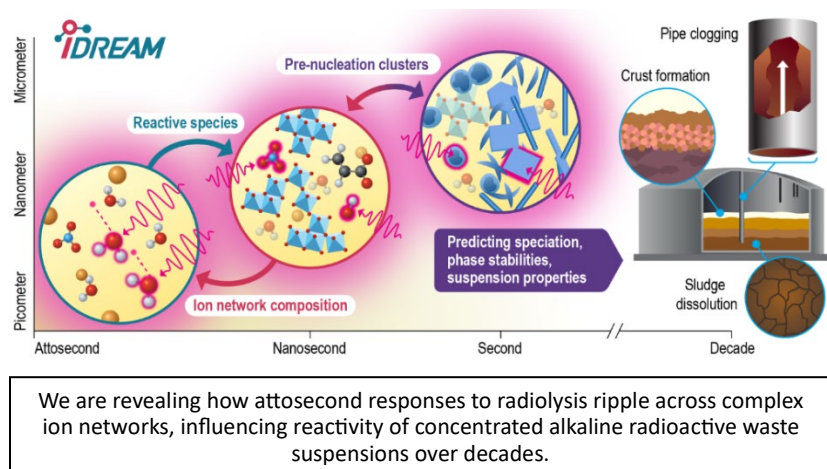 iDREAM
Micrometer
Nanometer
Picometer
Pre-nucleation clusters
Reactive species
Ion network composition
Predicting speciation,
phase stabilities,
suspension properties
Pipe clogging
Crust formation
Sludge
dissolution
Attosecond
Nanosecond
Second
Decade
We are revealing how attosecond responses to radiolysis ripple across complex
ion networks, influencing reactivity of concentrated alkaline radioactive waste
suspensions over decades.